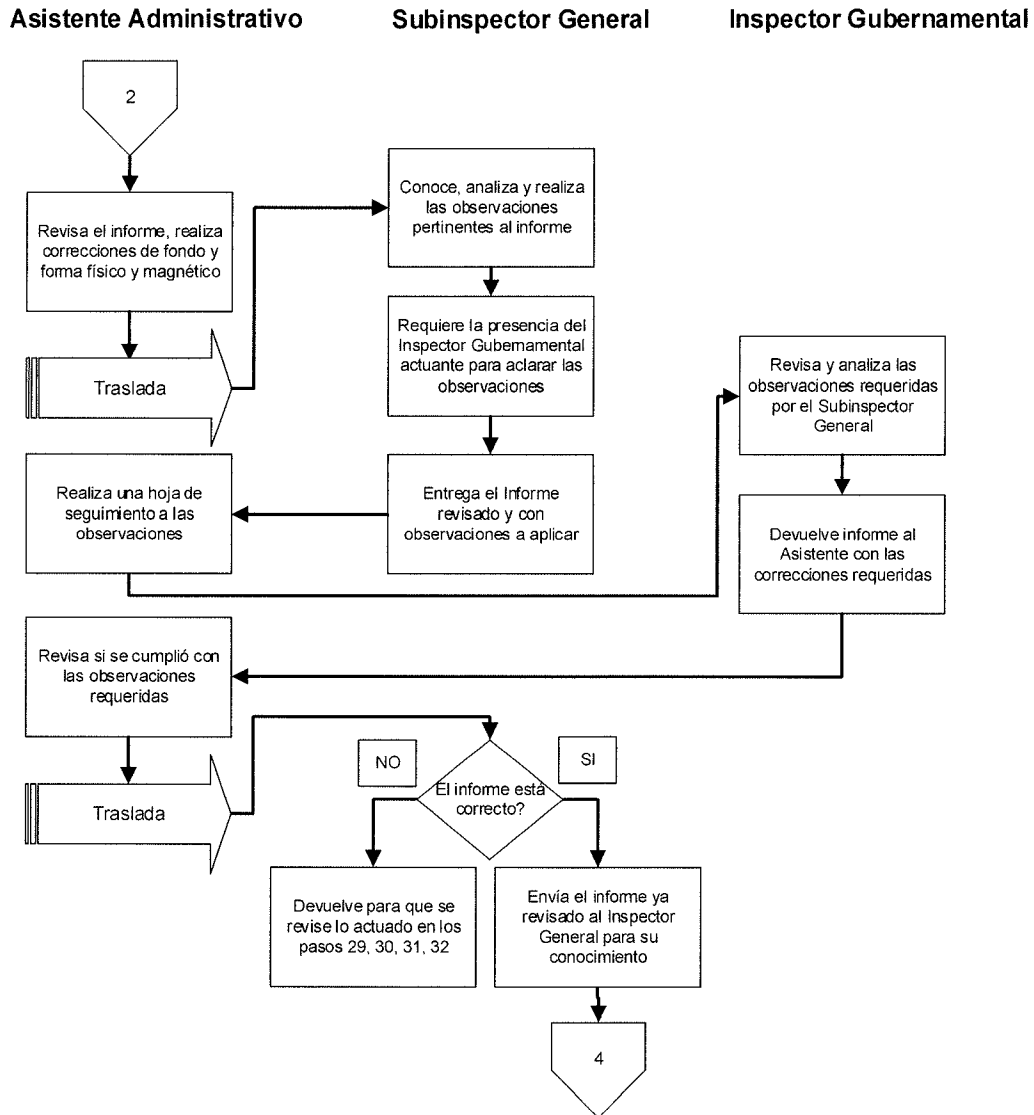 Asistente Administrativo
Subinspector General
Inspector Gubernamental
2
Revisa el informe, realiza
correcciones de fondo y
forma físico y magnético
Traslada
Conoce, analiza y realiza
las observaciones
pertinentes al informe
Requiere la presencia del
Inspector Gubernamental
actuante para aclarar las
observaciones
Entrega el Informe
revisado y con
observaciones a aplicar
Realiza una hoja de
seguimiento a las
observaciones
Revisa y analiza las
observaciones requeridas
por el Subinspector
General
Devuelve informe al
Asistente con las
correcciones requeridas
Revisa si se cumplió con
las observaciones
requeridas
Traslada
El informe está
correcto?
NO
SI
Devuelve para que se
revise lo actuado en los
pasos 29, 30, 31, 32
Envía el informe ya
revisado al Inspector
General para su
conocimiento
4